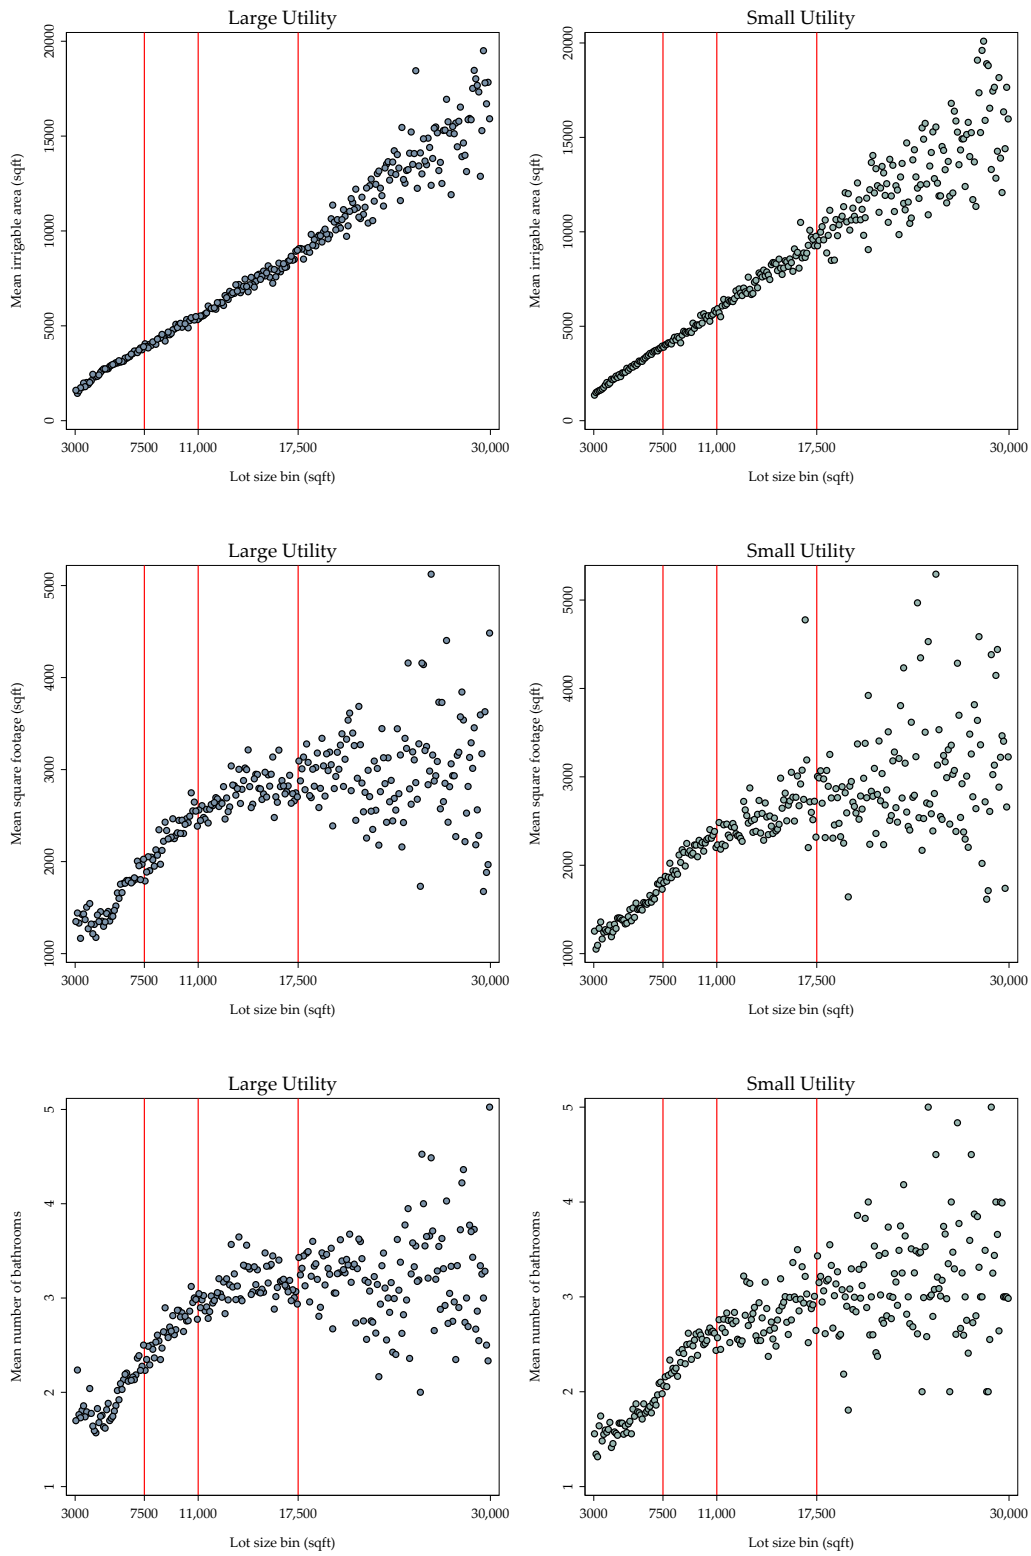 Large Utility
Mean irrigable area (sqft)
0 5000 10000 15000 20000
3000 7500 11,000 17,500 30,000
Lot size bin (sqft)
Small Utility
Mean irrigable area (sqft)
0 5000 10000 15000 20000
3000 7500 11,000 17,500 30,000
Lot size bin (sqft)
Large Utility
Mean square footage (sqft)
1000 2000 3000 4000 5000
3000 7500 11,000 17,500 30,000
Lot size bin (sqft)
Small Utility
Mean square footage (sqft)
1000 2000 3000 4000 5000
3000 7500 11,000 17,500 30,000
Lot size bin (sqft)
Large Utility
Mean number of bathrooms
1 2 3 4 5
3000 7500 11,000 17,500 30,000
Lot size bin (sqft)
Small Utility
Mean number of bathrooms
1 2 3 4 5
3000 7500 11,000 17,500 30,000
Lot size bin (sqft)